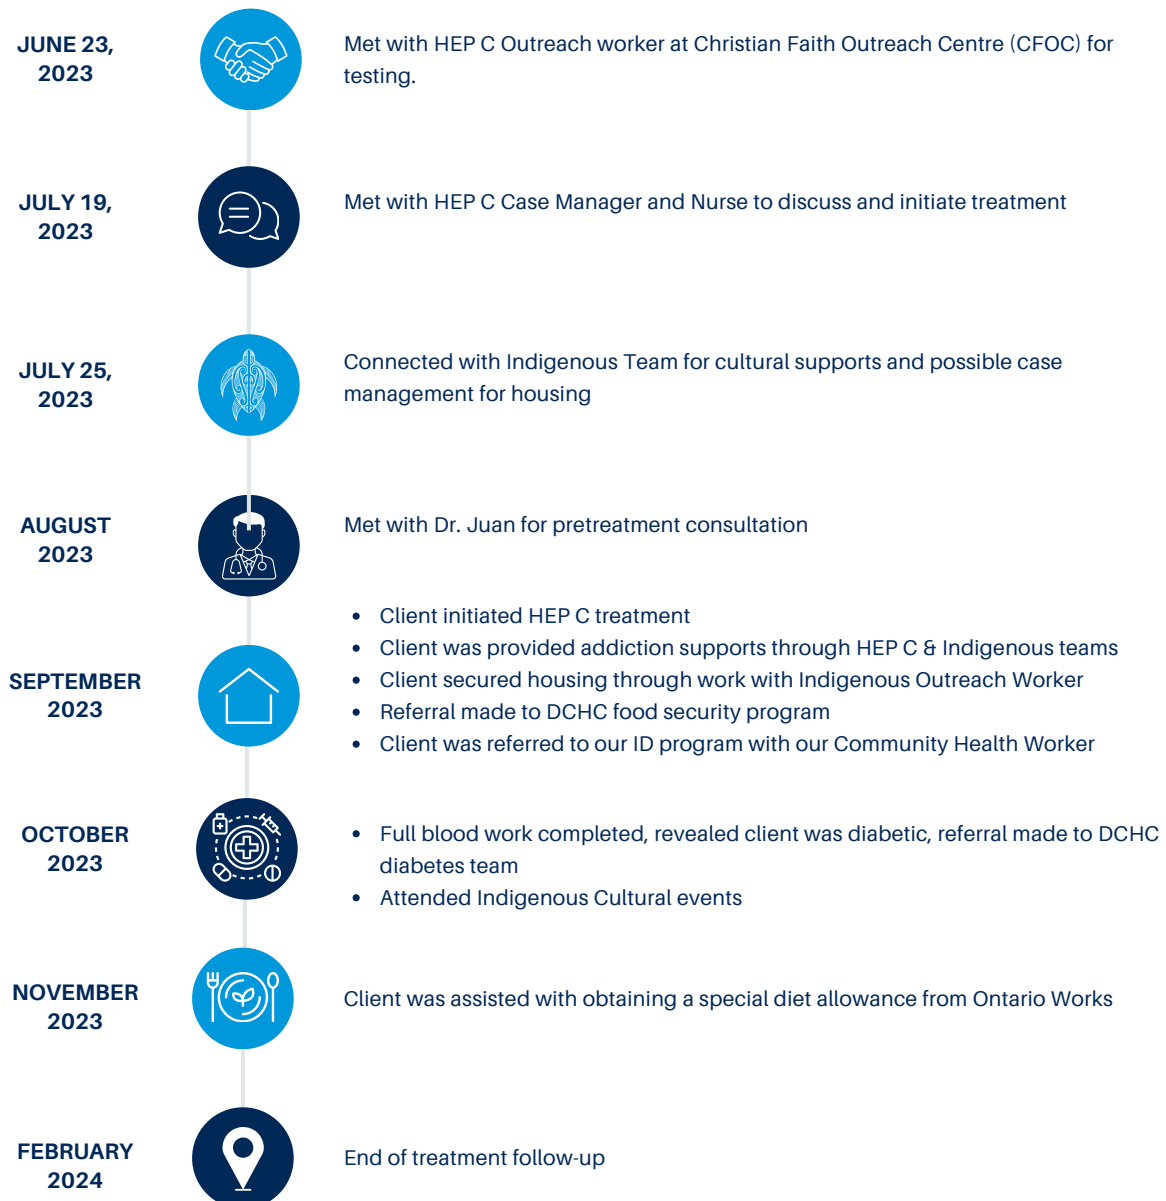 JUNE 23,
2023
Met with HEP C Outreach worker at Christian Faith Outreach Centre (CFOC) for
testing.
JULY 19,
2023
Met with HEP C Case Manager and Nurse to discuss and initiate treatment
JULY 25,
2023
Connected with Indigenous Team for cultural supports and possible case
management for housing
AUGUST
2023
Met with Dr. Juan for pretreatment consultation
SEPTEMBER
2023
• Client initiated HEP C treatment
• Client was provided addiction supports through HEP C & Indigenous teams
• Client secured housing through work with Indigenous Outreach Worker
• Referral made to DCHC food security program
• Client was referred to our ID program with our Community Health Worker
OCTOBER
2023
• Full blood work completed, revealed client was diabetic, referral made to DCHC
diabetes team
• Attended Indigenous Cultural events
NOVEMBER
2023
Client was assisted with obtaining a special diet allowance from Ontario Works
FEBRUARY
2024
End of treatment follow-up